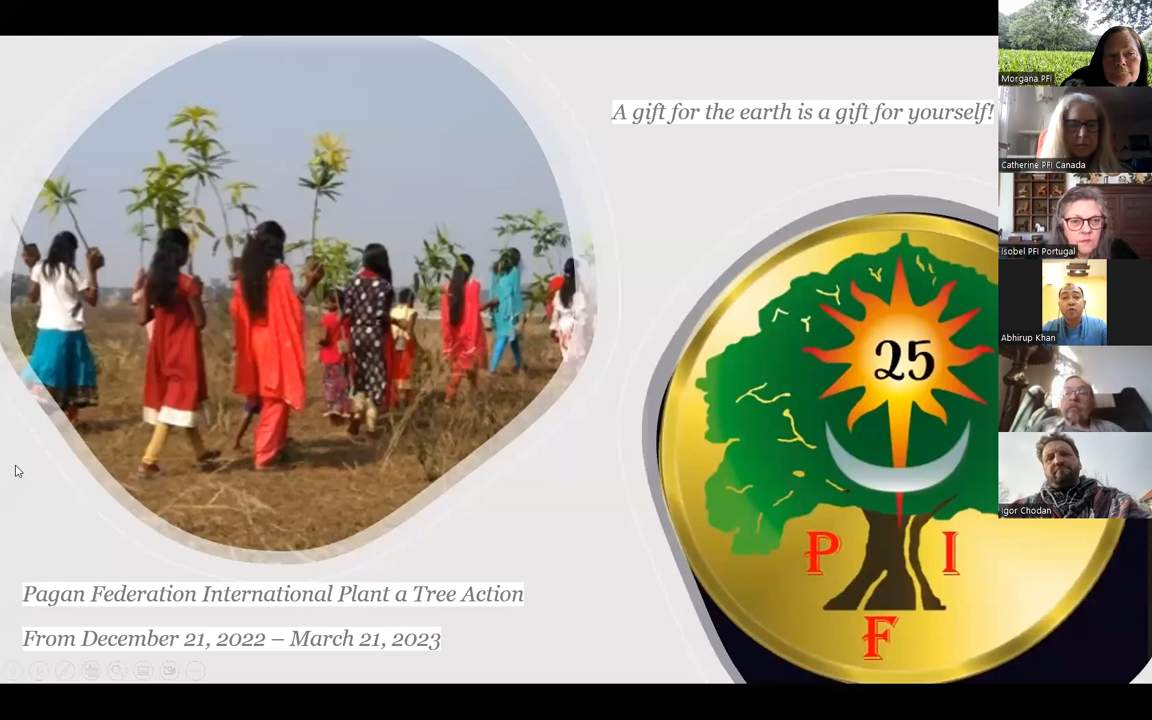 A gift for the earth is a gift for yourself!
25
P
I
F
Pagan Federation International Plant a Tree Action
From December 21, 2022 – March 21, 2023
Morgana PFI
Catherine PFI Canada
Isobel PFI Portugal
Abhirup Khan
Igor Chodan